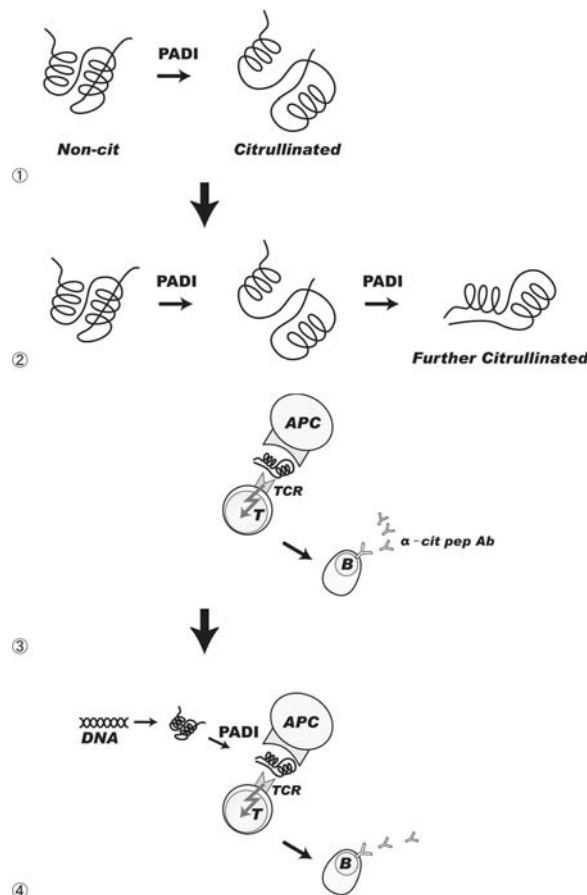 PADI
Non-cit
Citrullinated
①
PADI
PADI
Further Citrullinated
②
APC
TCR
T
B
α-cit pep Ab
③
DNA
PADI
APC
TCR
T
B
④